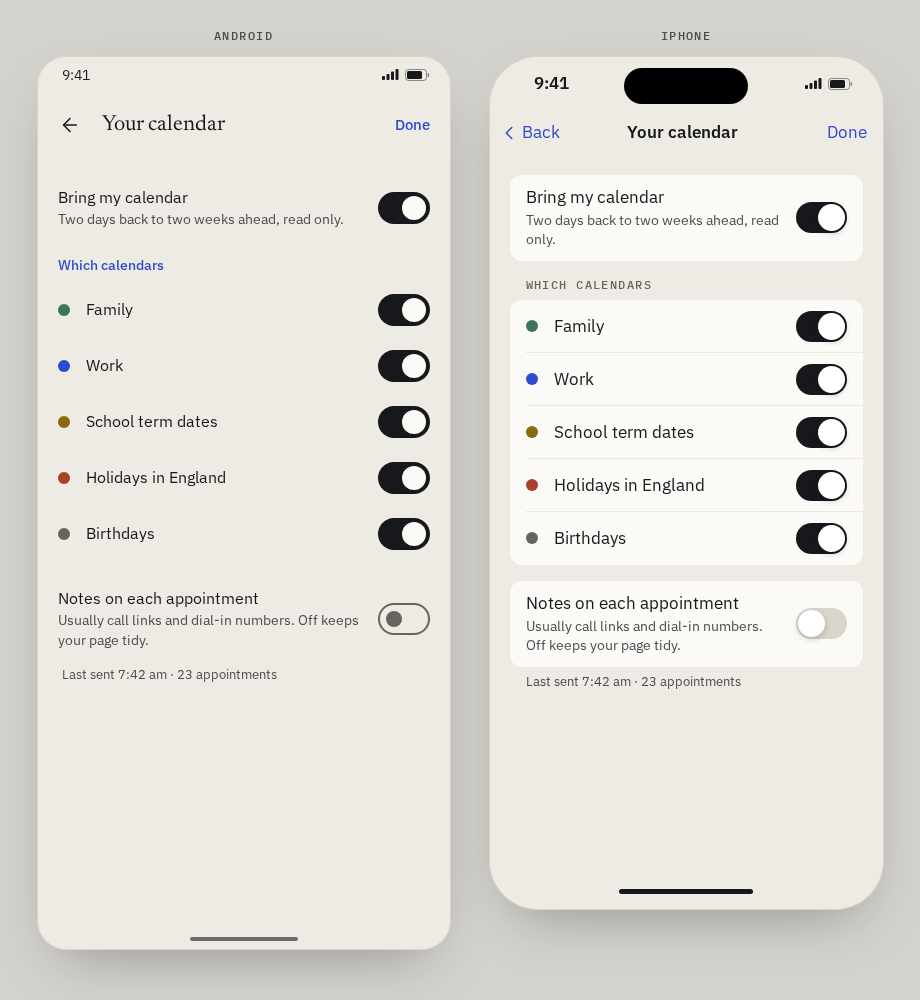 ANDROID
9:41
Your calendar
Done
Bring my calendar
Two days back to two weeks ahead, read only.
Which calendars
Family
Work
School term dates
Holidays in England
Birthdays
Notes on each appointment
Usually call links and dial-in numbers. Off keeps
your page tidy.
Last sent 7:42 am · 23 appointments
IPHONE
9:41
Back
Your calendar
Done
Bring my calendar
Two days back to two weeks ahead, read
only.
WHICH CALENDARS
Family
Work
School term dates
Holidays in England
Birthdays
Notes on each appointment
Usually call links and dial-in numbers.
Off keeps your page tidy.
Last sent 7:42 am · 23 appointments